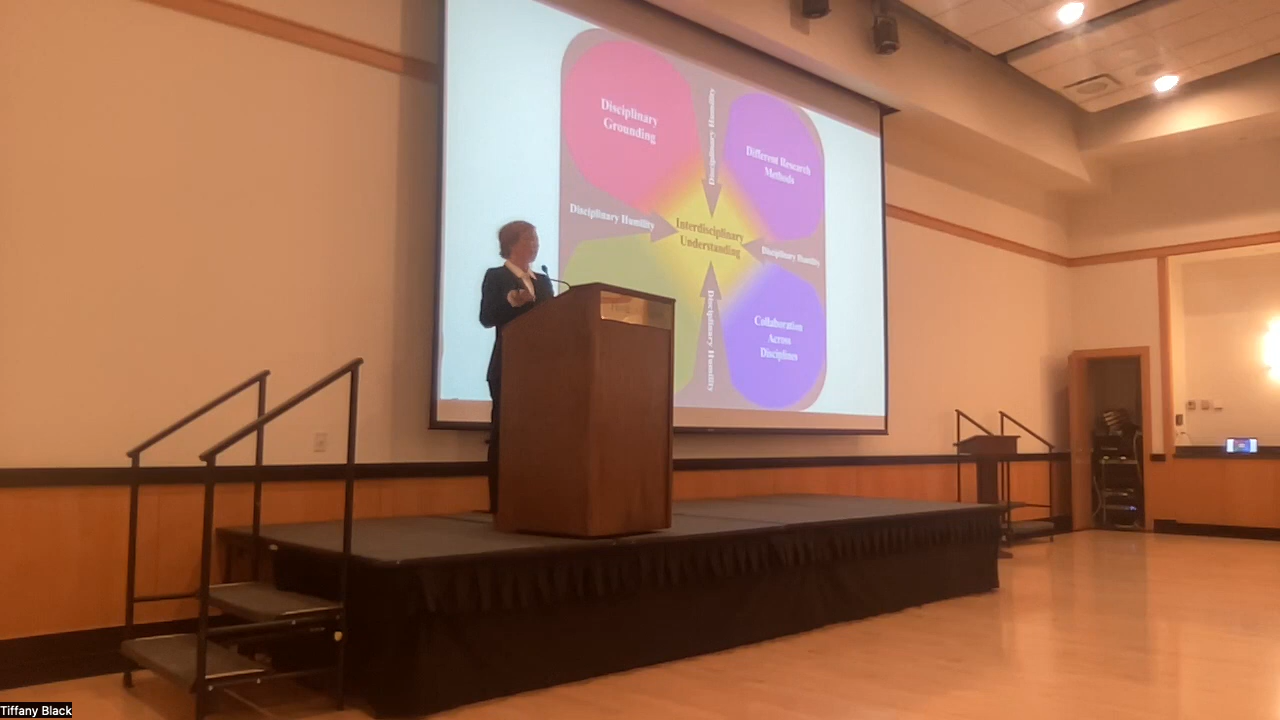 Disciplinary
Grounding
Disciplinary Humility
Different Research
Methods
Disciplinary Humility
Interdisciplinary
Understanding
Disciplinary Humility
Disciplinary Humility
Collaboration
Across
Disciplines
Tiffany Black